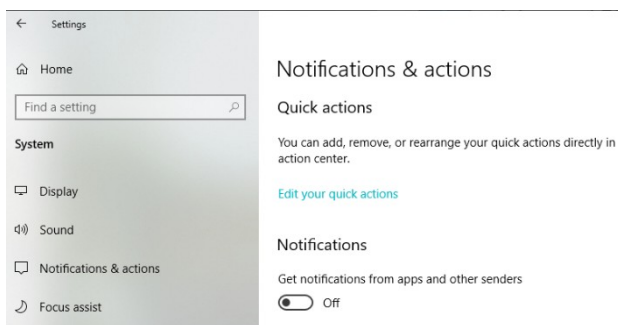 Settings
Home
Find a setting
System
Display
Sound
Notifications & actions
Focus assist
Notifications & actions
Quick actions
You can add, remove, or rearrange your quick actions directly in
action center.
Edit your quick actions
Notifications
Get notifications from apps and other senders
Off